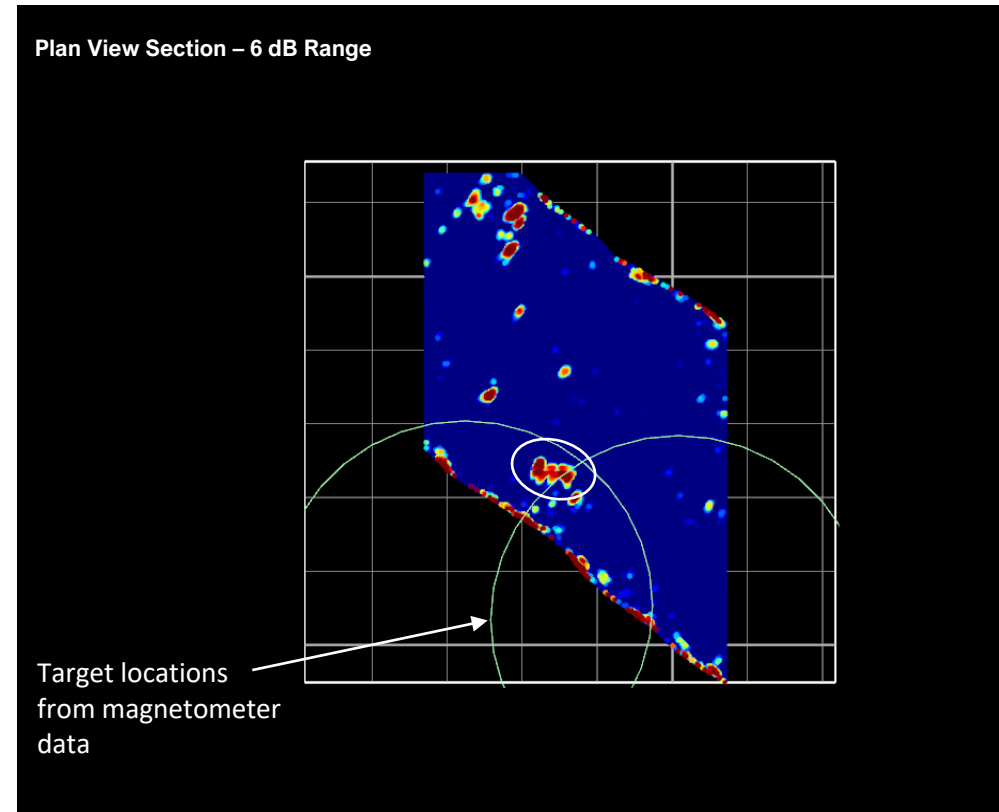 Plan View Section – 6 dB Range
Target locations
from magnetometer
data